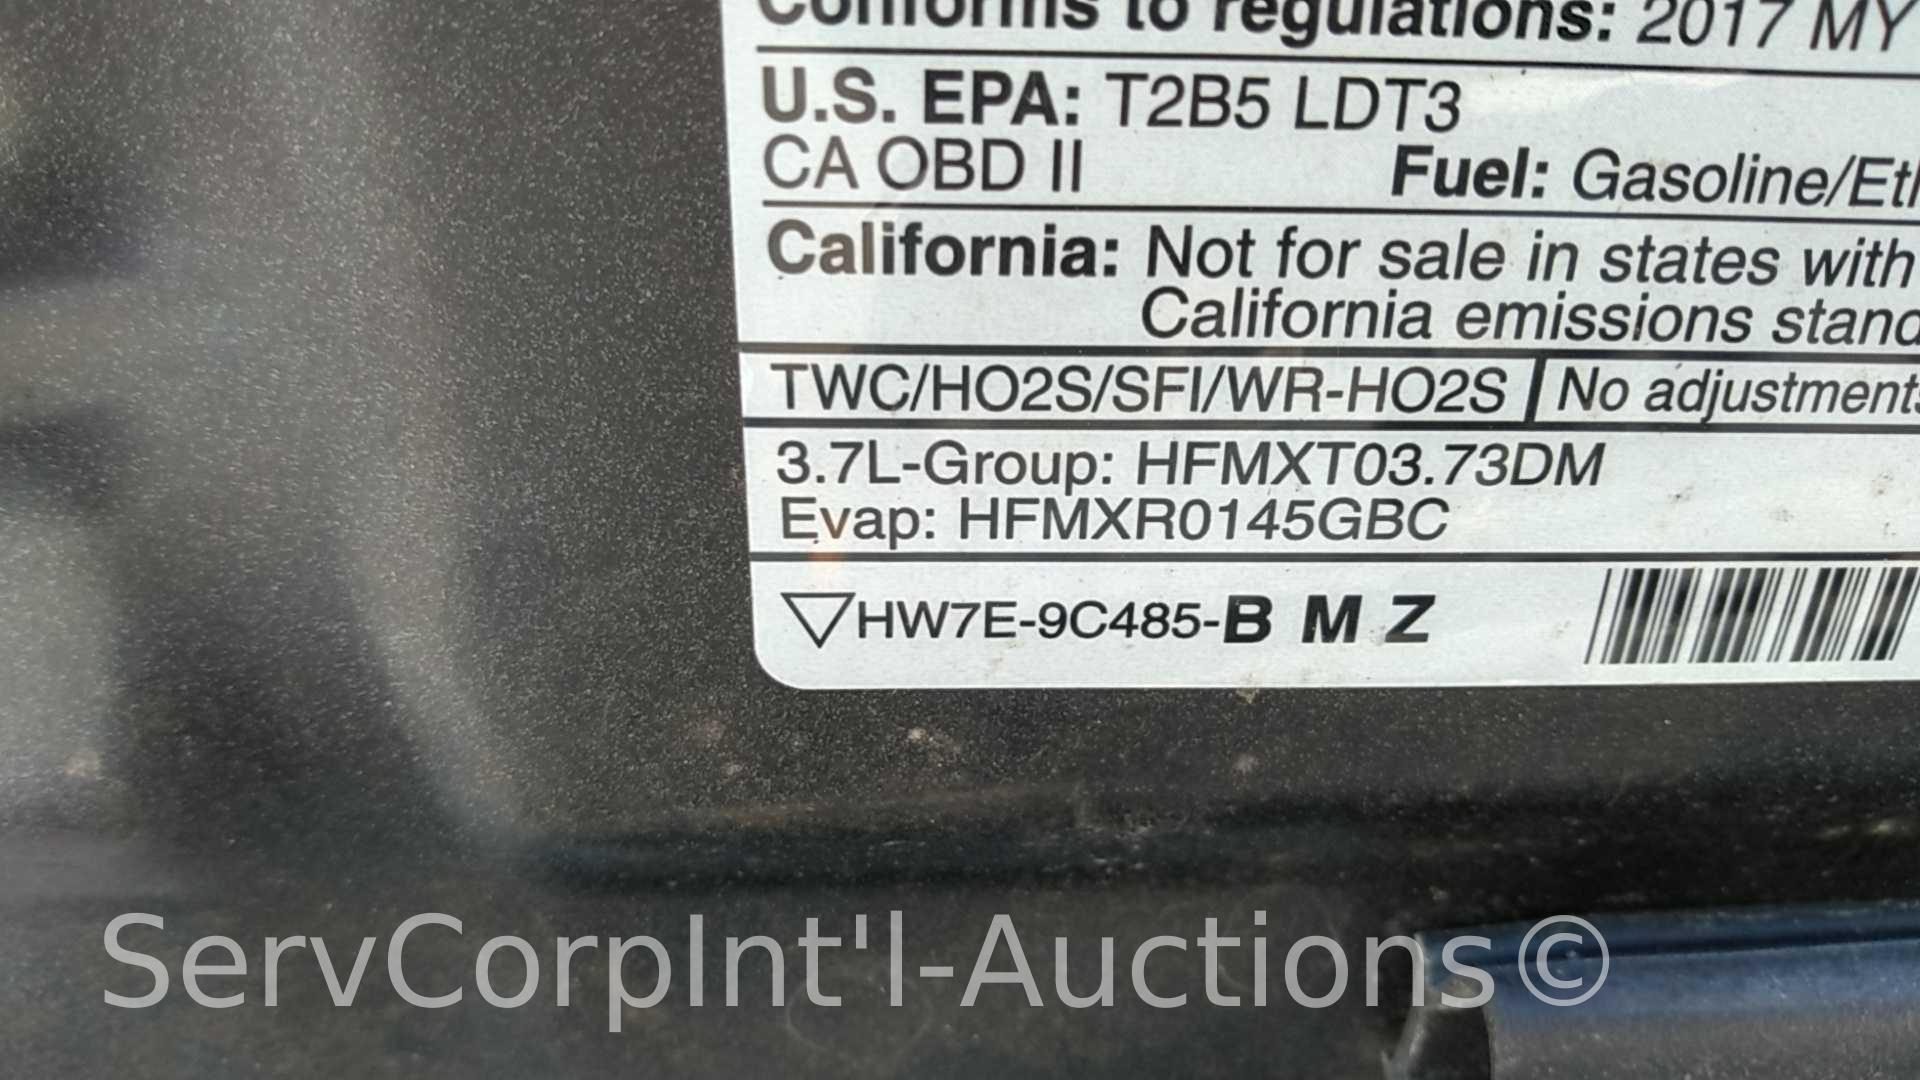 Conforms to regulations: 2017 MY
U.S. EPA: T2B5 LDT3
CA OBD II Fuel: Gasoline/Eth
California: Not for sale in states with
California emissions stand
TWC/HO2S/SFI/WR-HO2S No adjustments
3.7L-Group: HFMXT03.73DM
Evap: HFMXR0145GBC
HW7E-9C485-B M Z
ServCorpInt'l-Auctions©